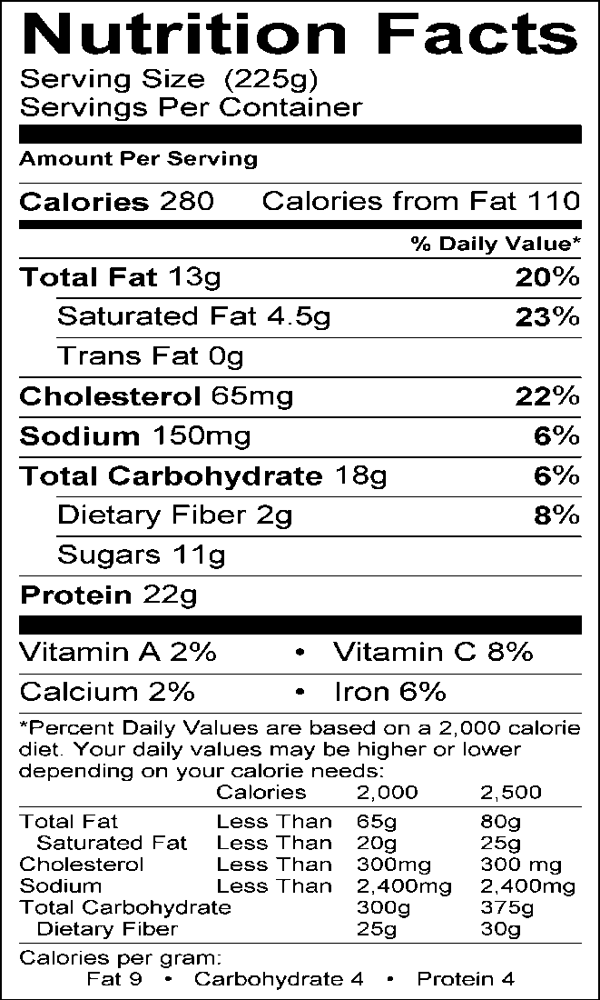 Nutrition Facts
Serving Size (225g)
Servings Per Container
Amount Per Serving
Calories 280 Calories from Fat 110
% Daily Value*
Total Fat 13g 20%
Saturated Fat 4.5g 23%
Trans Fat 0g
Cholesterol 65mg 22%
Sodium 150mg 6%
Total Carbohydrate 18g 6%
Dietary Fiber 2g 8%
Sugars 11g
Protein 22g
Vitamin A 2% • Vitamin C 8%
Calcium 2% • Iron 6%
*Percent Daily Values are based on a 2,000 calorie
diet. Your daily values may be higher or lower
depending on your calorie needs:
Calories 2,000 2,500
Total Fat Less Than 65g 80g
Saturated Fat Less Than 20g 25g
Cholesterol Less Than 300mg 300 mg
Sodium Less Than 2,400mg 2,400mg
Total Carbohydrate 300g 375g
Dietary Fiber 25g 30g
Calories per gram:
Fat 9 • Carbohydrate 4 • Protein 4